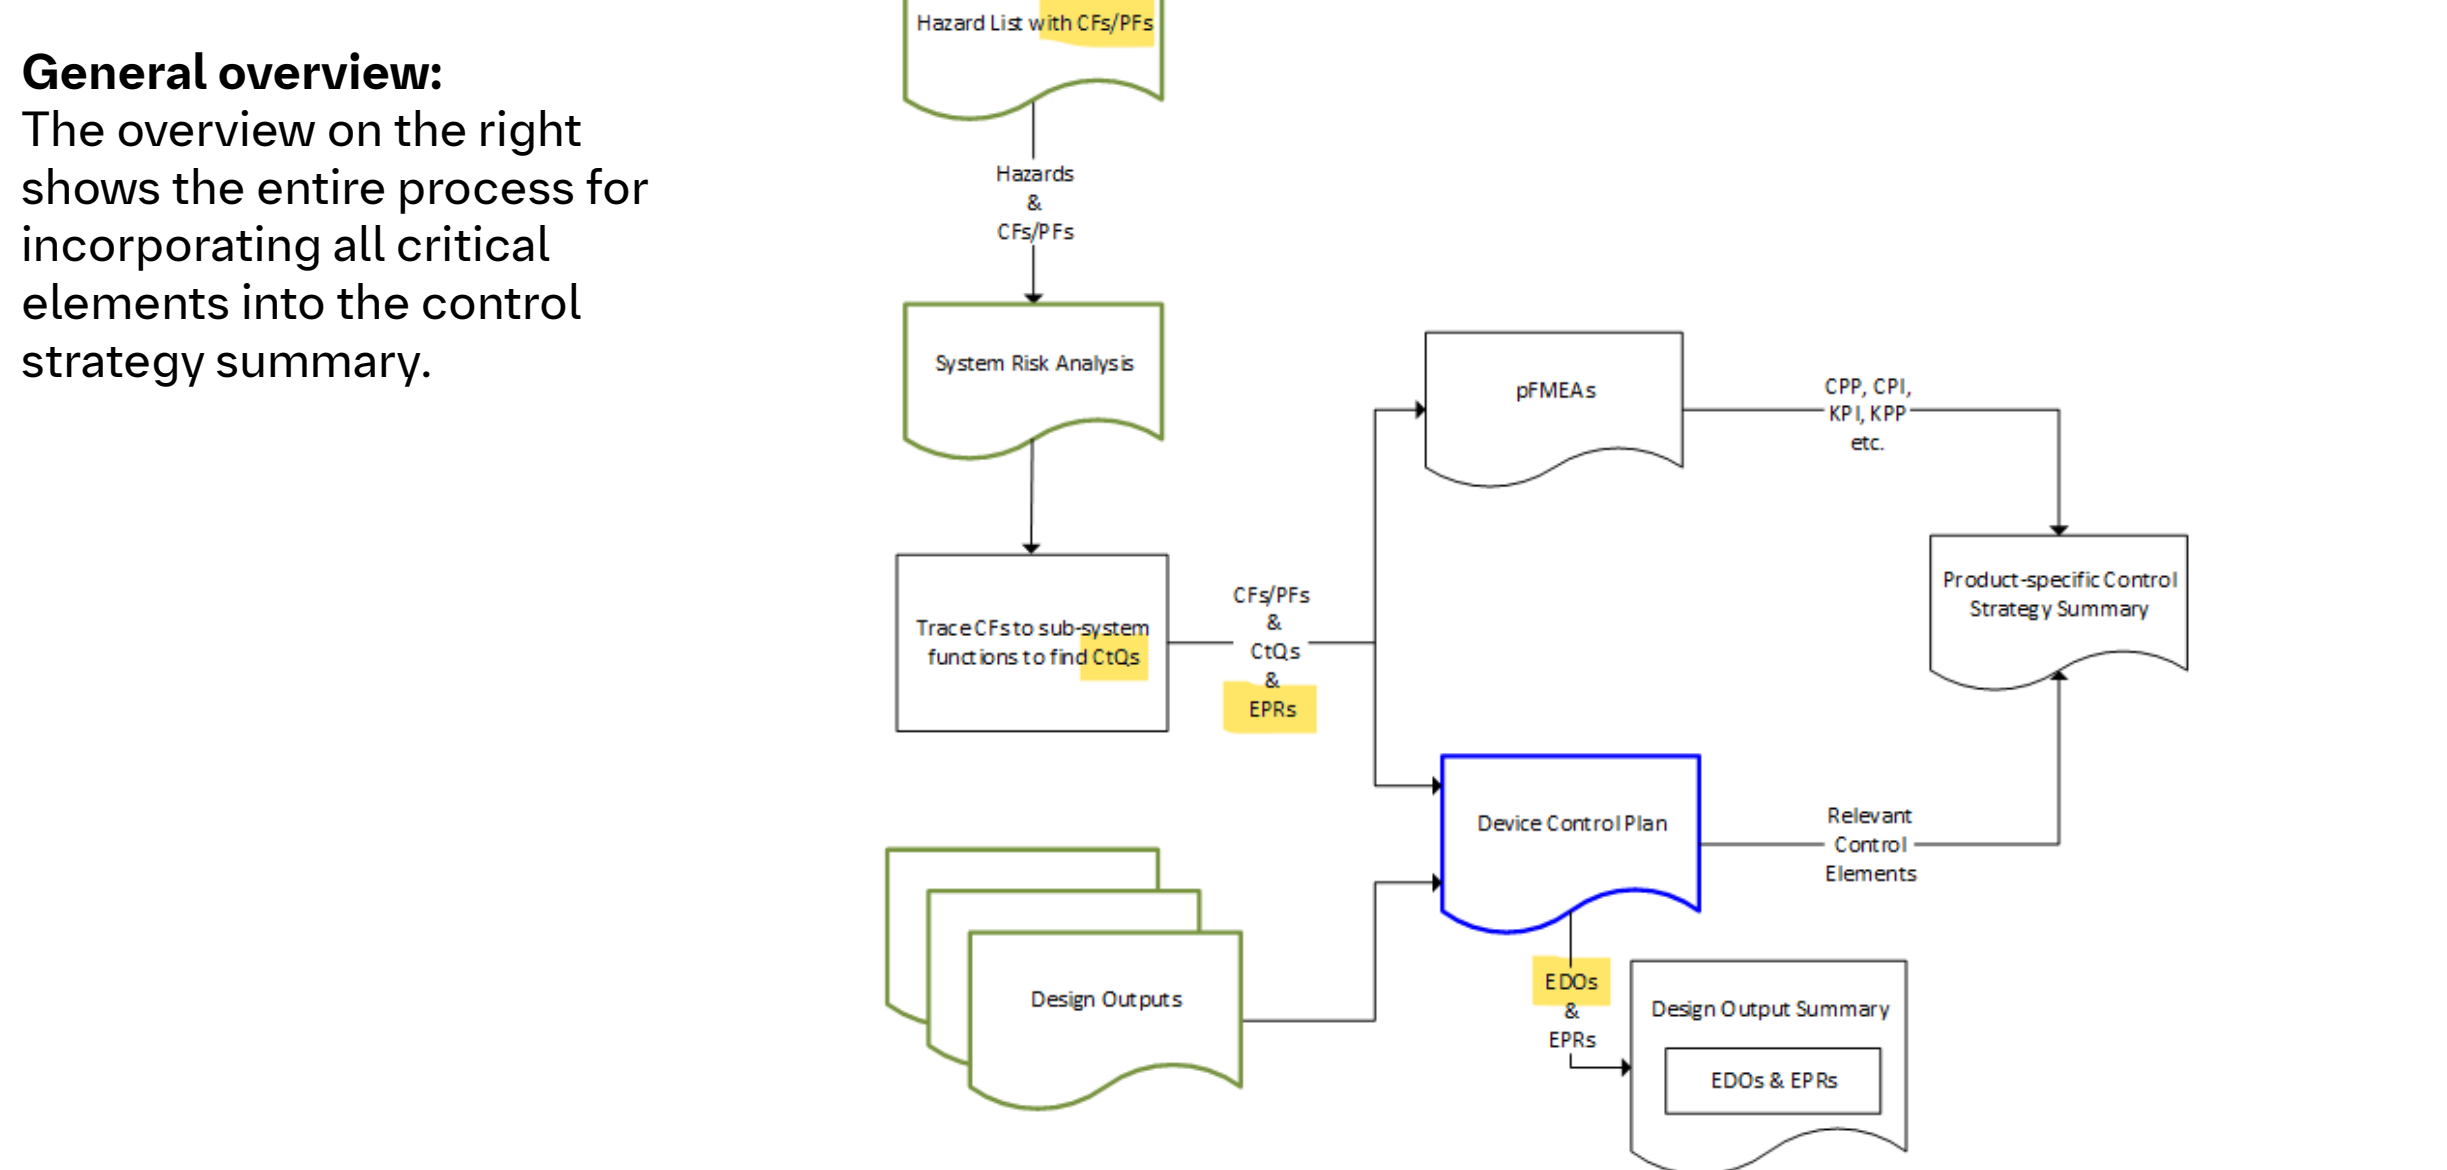 General overview:
The overview on the right
shows the entire process for
incorporating all critical
elements into the control
strategy summary.
Hazard List with CFs/PFs
Hazards
&
CFs/PFs
System Risk Analysis
Trace CFs to sub-system
functions to find CtQs
CFs/PFs
&
CtQs
&
EPRs
pFMEAs
CPP, CPI,
KPI, KPP
etc.
Product-specific Control
Strategy Summary
Device Control Plan
Relevant
Control
Elements
Design Outputs
EDOs
&
EPRs
Design Output Summary
EDOs & EPRs